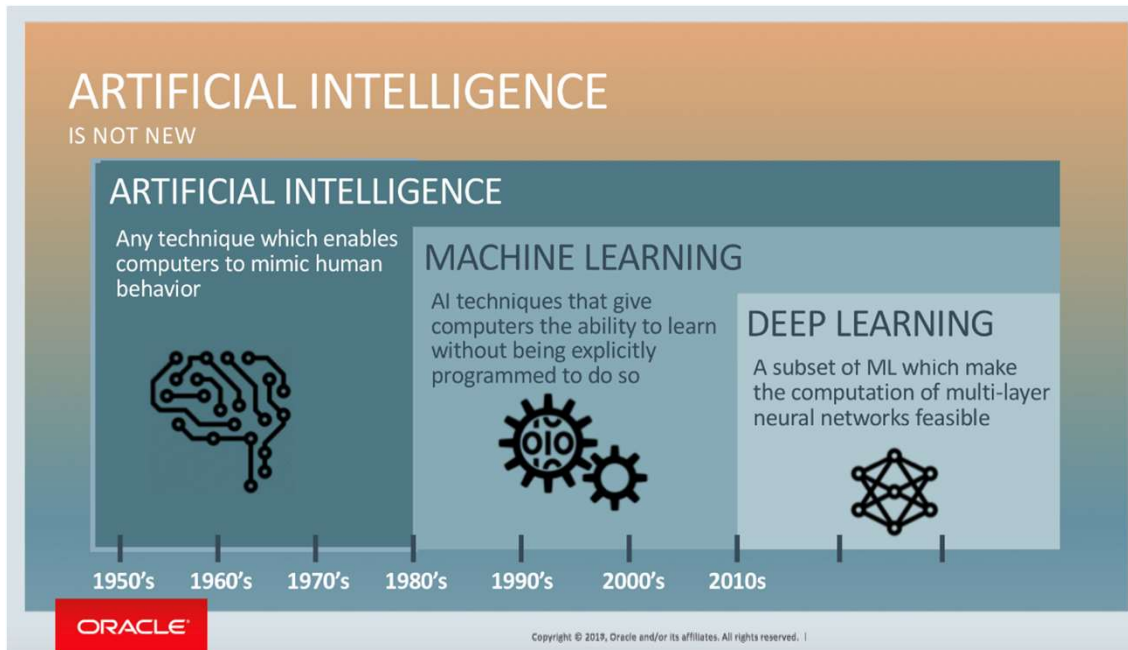 ARTIFICIAL INTELLIGENCE
IS NOT NEW
ARTIFICIAL INTELLIGENCE
Any technique which enables
computers to mimic human
behavior
MACHINE LEARNING
AI techniques that give
computers the ability to learn
without being explicitly
programmed to do so
DEEP LEARNING
A subset of ML which make
the computation of multi-layer
neural networks feasible
1950's 1960's 1970's 1980's 1990's 2000's 2010s
ORACLE
Copyright © 2019, Oracle and/or its affiliates. All rights reserved. |